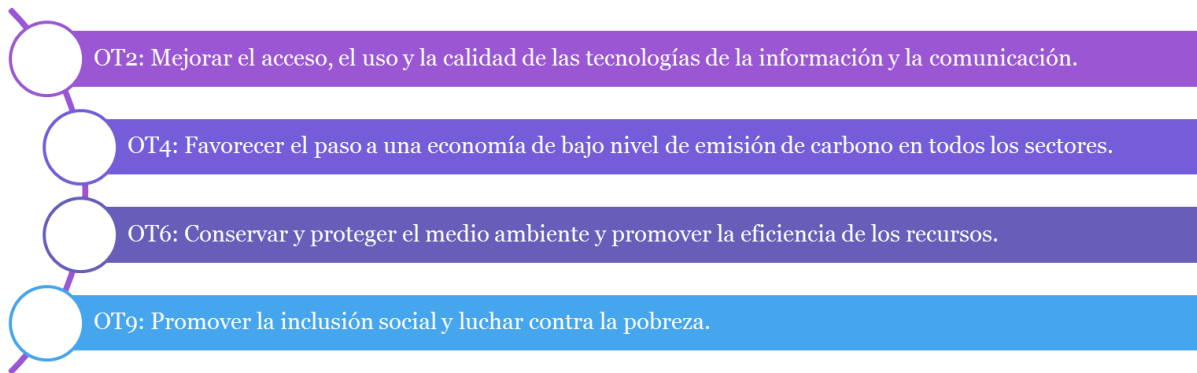 OT2: Mejorar el acceso, el uso y la calidad de las tecnologías de la información y la comunicación.
OT4: Favorecer el paso a una economía de bajo nivel de emisión de carbono en todos los sectores.
OT6: Conservar y proteger el medio ambiente y promover la eficiencia de los recursos.
OT9: Promover la inclusión social y luchar contra la pobreza.